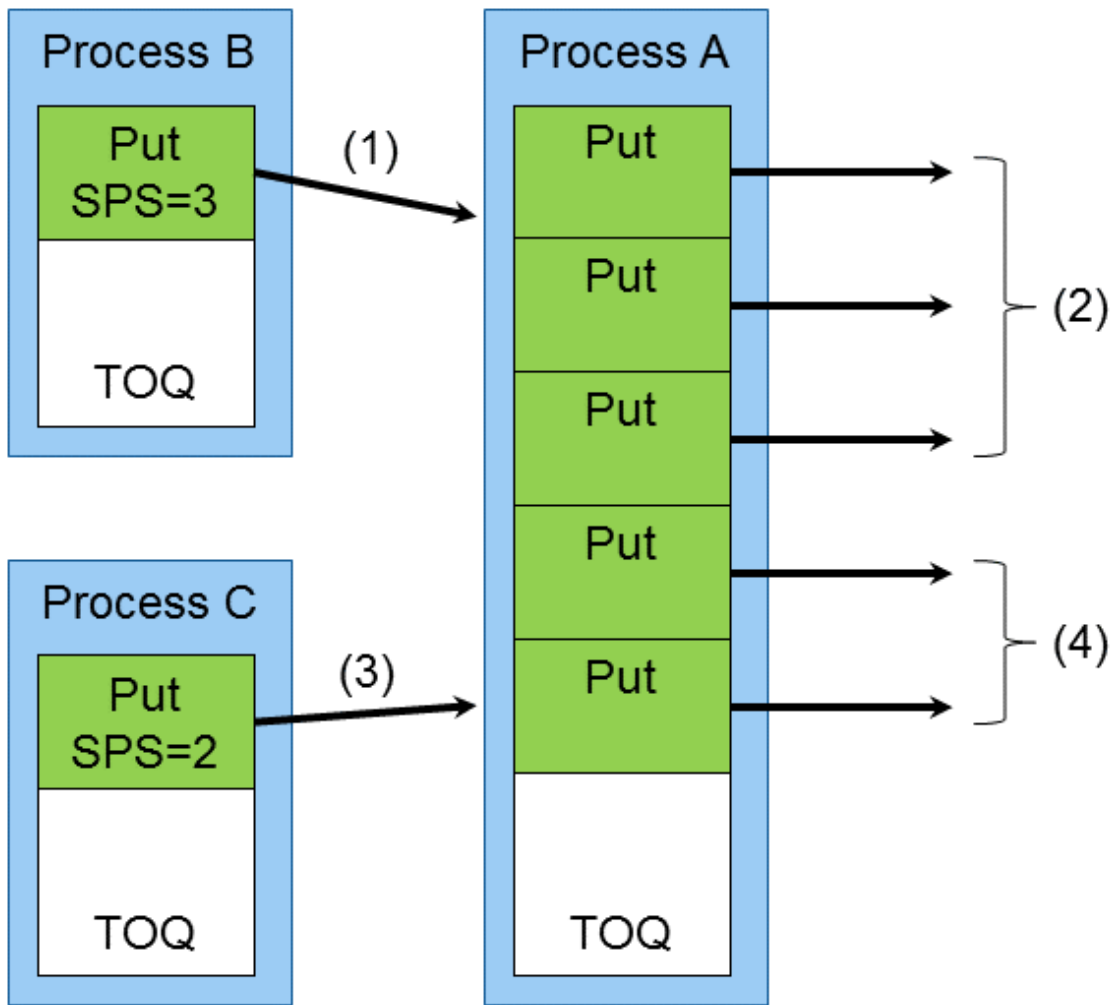 Process B
Put
SPS=3
TOQ
(1)
Process A
Put
Put
Put
Put
Put
TOQ
(2)
(4)
Process C
Put
SPS=2
TOQ
(3)